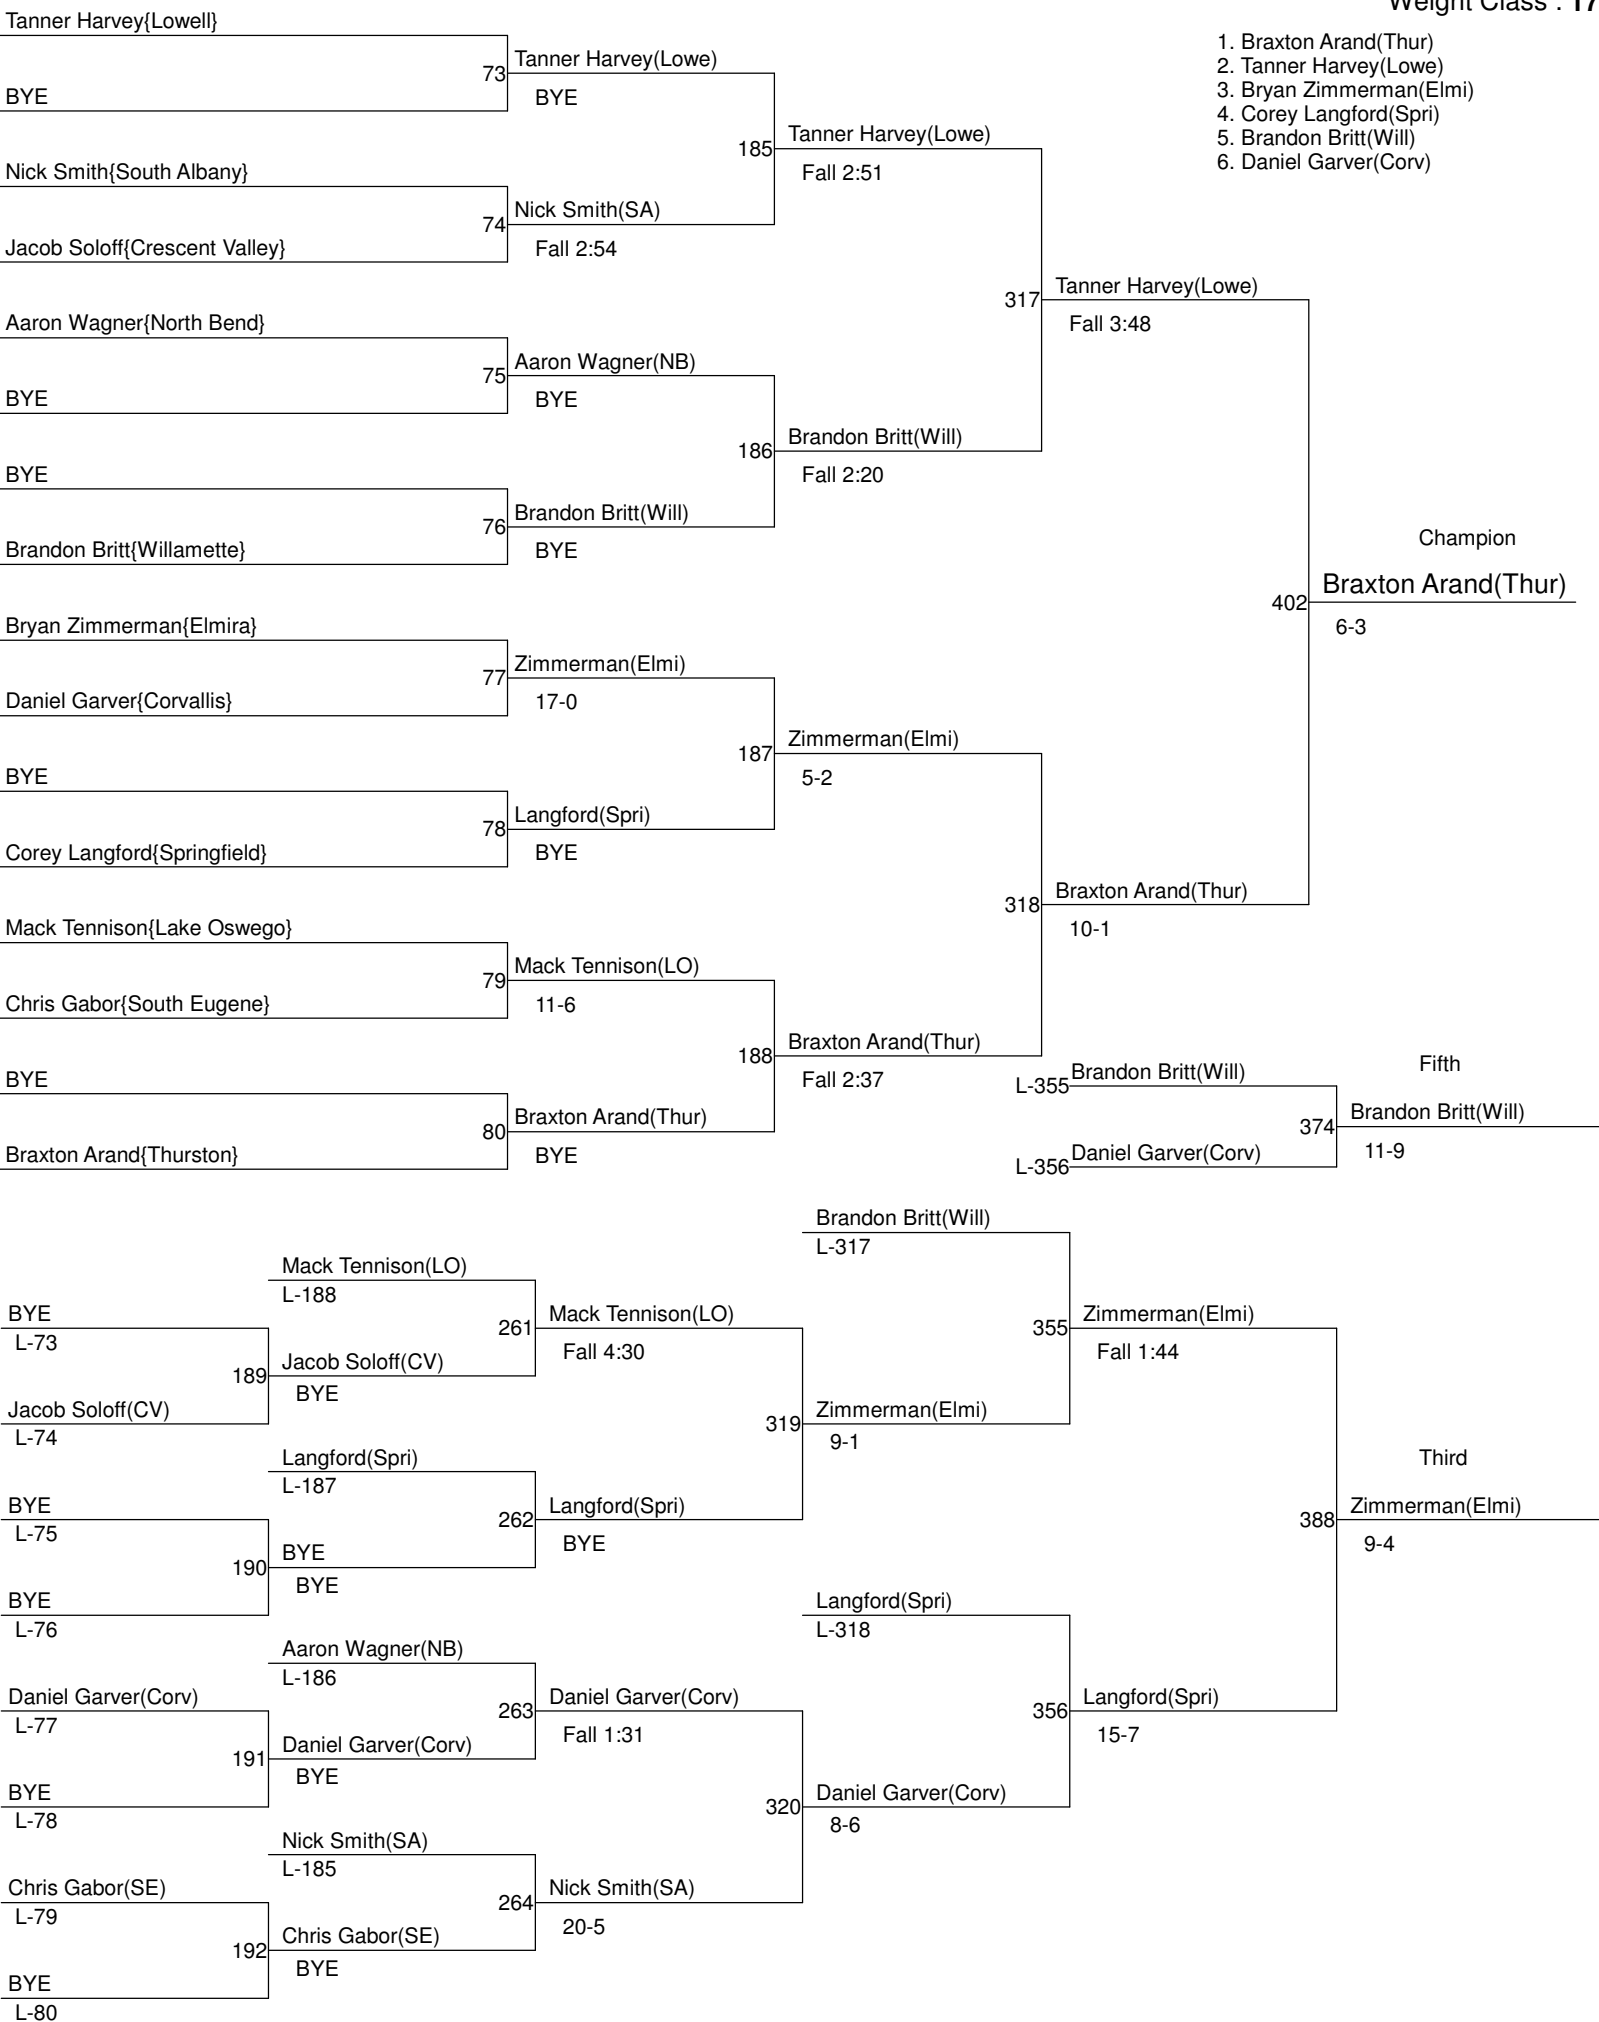 Weight Class : 17
1. Braxton Arand(Thur)
2. Tanner Harvey(Lowe)
3. Bryan Zimmerman(Elmi)
4. Corey Langford(Spri)
5. Brandon Britt(Will)
6. Daniel Garver(Corv)
Tanner Harvey{Lowell}
BYE
Nick Smith{South Albany}
Jacob Soloff{Crescent Valley}
Aaron Wagner{North Bend}
BYE
BYE
Brandon Britt{Willamette}
Bryan Zimmerman{Elmira}
Daniel Garver{Corvallis}
BYE
Corey Langford{Springfield}
Mack Tennison{Lake Oswego}
Chris Gabor{South Eugene}
BYE
Braxton Arand{Thurston}
73 Tanner Harvey(Lowe)
BYE
74 Nick Smith(SA)
Fall 2:54
75 Aaron Wagner(NB)
BYE
76 Brandon Britt(Will)
BYE
77 Zimmerman(Elmi)
17-0
78 Langford(Spri)
BYE
79 Mack Tennison(LO)
11-6
80 Braxton Arand(Thur)
BYE
185 Tanner Harvey(Lowe)
Fall 2:51
186 Brandon Britt(Will)
Fall 2:20
187 Zimmerman(Elmi)
5-2
188 Braxton Arand(Thur)
Fall 2:37
317 Tanner Harvey(Lowe)
Fall 3:48
318 Braxton Arand(Thur)
10-1
Champion
402 Braxton Arand(Thur)
6-3
L-355 Brandon Britt(Will)
L-356 Daniel Garver(Corv)
Fifth
374 Brandon Britt(Will)
11-9
BYE
L-73
Jacob Soloff(CV)
L-74
BYE
L-75
BYE
L-76
Daniel Garver(Corv)
L-77
BYE
L-78
Chris Gabor(SE)
L-79
BYE
L-80
Mack Tennison(LO)
L-188
189 Jacob Soloff(CV)
BYE
Langford(Spri)
L-187
190 BYE
BYE
Aaron Wagner(NB)
L-186
191 Daniel Garver(Corv)
BYE
Nick Smith(SA)
L-185
192 Chris Gabor(SE)
BYE
261 Mack Tennison(LO)
Fall 4:30
262 Langford(Spri)
BYE
263 Daniel Garver(Corv)
Fall 1:31
264 Nick Smith(SA)
20-5
Brandon Britt(Will)
L-317
319 Zimmerman(Elmi)
9-1
Langford(Spri)
L-318
320 Daniel Garver(Corv)
8-6
355 Zimmerman(Elmi)
Fall 1:44
356 Langford(Spri)
15-7
Third
388 Zimmerman(Elmi)
9-4